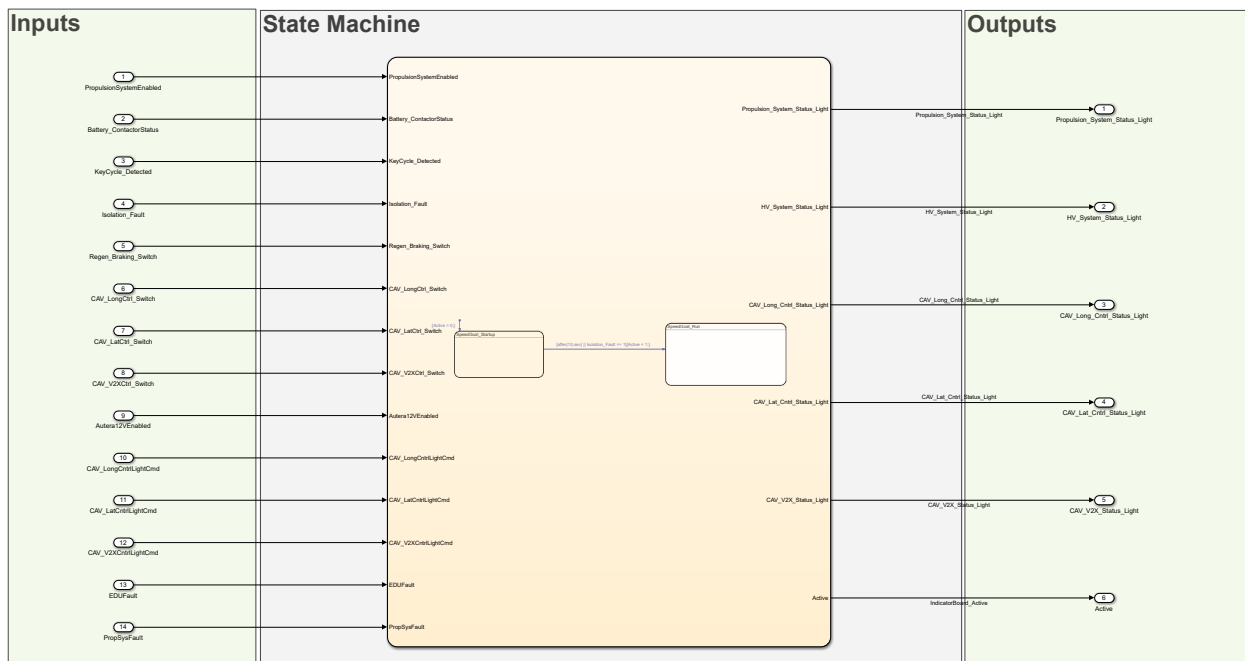 Inputs
State Machine
Outputs
1
PropulsionSystemEnabled
2
Battery_ContactorStatus
3
KeyCycle_Detected
4
Isolation_Fault
5
Regen_Braking_Switch
6
CAV_LongCtrl_Switch
7
CAV_LatCtrl_Switch
8
CAV_V2XCtrl_Switch
9
Autera12VEnabled
10
CAV_LongCntrlLightCmd
11
CAV_LatCntrlLightCmd
12
CAV_V2XCntrlLightCmd
13
EDUFault
14
PropSysFault
PropulsionSystemEnabled
Battery_ContactorStatus
KeyCycle_Detected
Isolation_Fault
Regen_Braking_Switch
CAV_LongCtrl_Switch
CAV_LatCtrl_Switch
CAV_V2XCtrl_Switch
Autera12VEnabled
CAV_LongCntrlLightCmd
CAV_LatCntrlLightCmd
CAV_V2XCntrlLightCmd
EDUFault
PropSysFault
SpeedGoat_Startup
SpeedGoat_Run
Propulsion_System_Status_Light
HV_System_Status_Light
CAV_Long_Cntrl_Status_Light
CAV_Lat_Cntrl_Status_Light
CAV_V2X_Status_Light
Active
Propulsion_System_Status_Light
HV_System_Status_Light
CAV_Long_Cntrl_Status_Light
CAV_Lat_Cntrl_Status_Light
CAV_V2X_Status_Light
IndicatorBoard_Active
1
Propulsion_System_Status_Light
2
HV_System_Status_Light
3
CAV_Long_Cntrl_Status_Light
4
CAV_Lat_Cntrl_Status_Light
5
CAV_V2X_Status_Light
6
Active